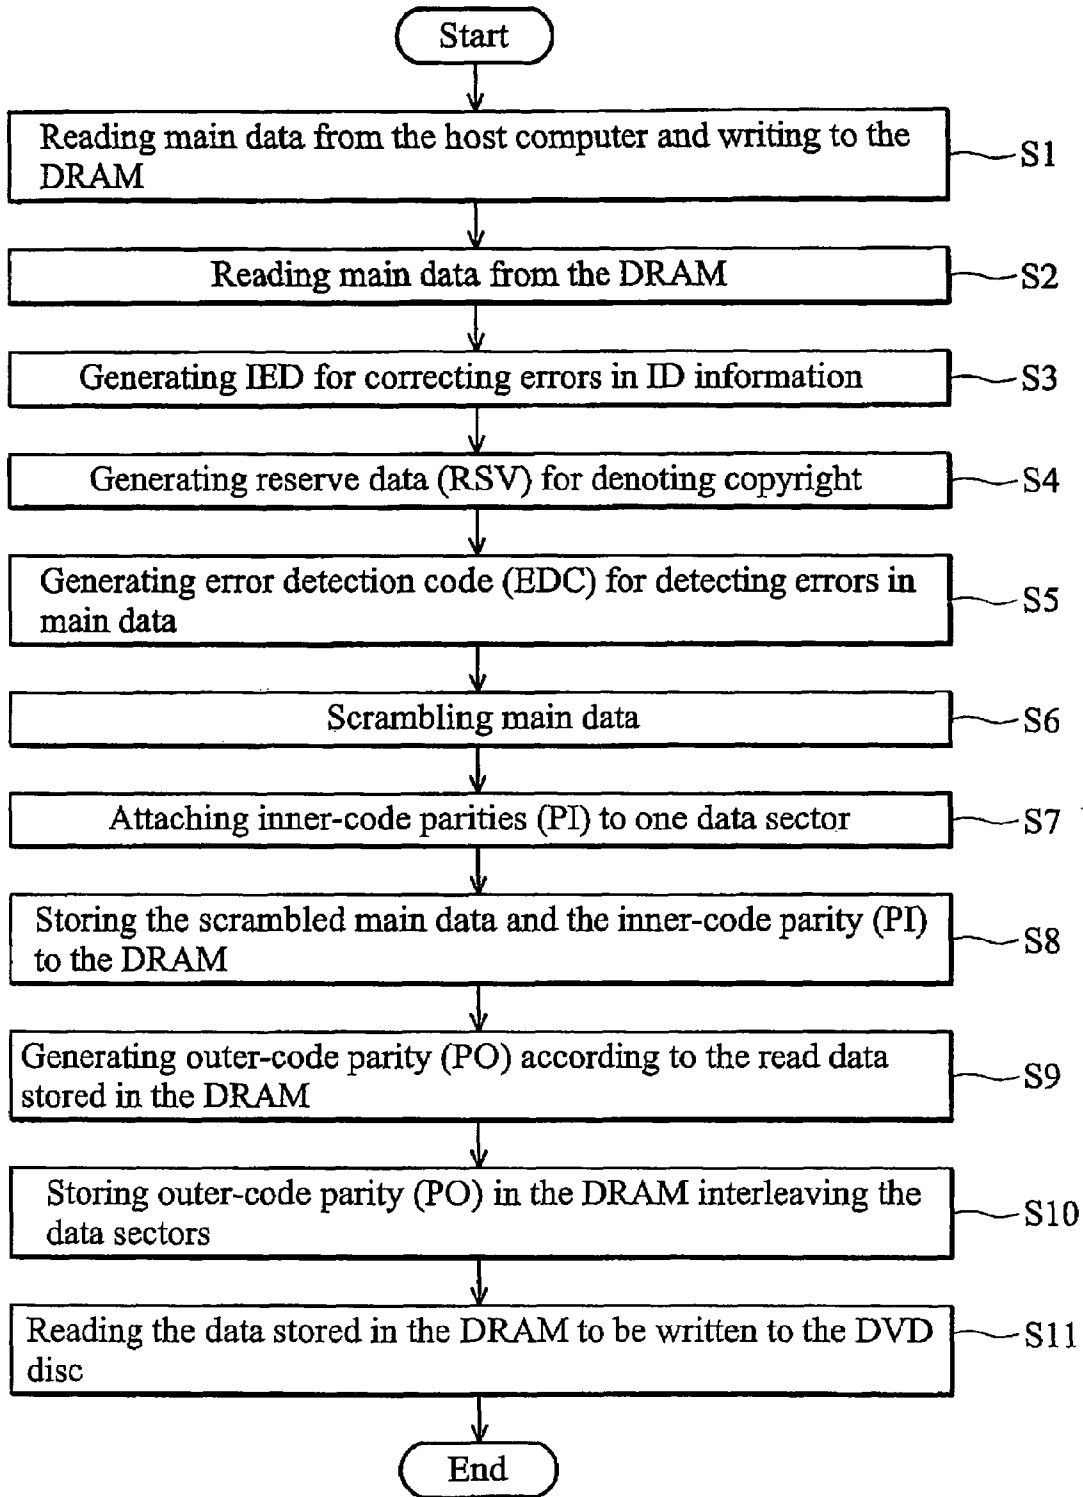 Start
Reading main data from the host computer and writing to the
DRAM
S1
Reading main data from the DRAM
S2
Generating IED for correcting errors in ID information
S3
Generating reserve data (RSV) for denoting copyright
S4
Generating error detection code (EDC) for detecting errors in
main data
S5
Scrambling main data
S6
Attaching inner-code parities (PI) to one data sector
S7
Storing the scrambled main data and the inner-code parity (PI)
to the DRAM
S8
Generating outer-code parity (PO) according to the read data
stored in the DRAM
S9
Storing outer-code parity (PO) in the DRAM interleaving the
data sectors
S10
Reading the data stored in the DRAM to be written to the DVD
disc
S11
End